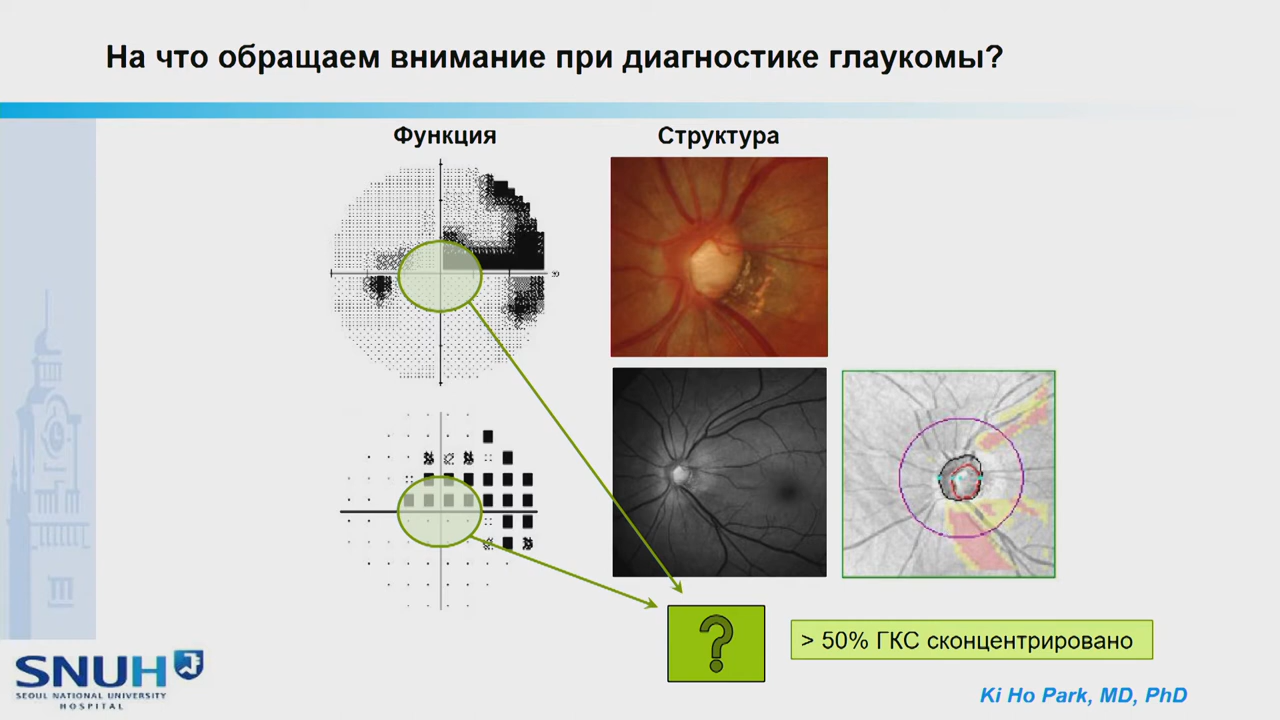 На что обращаем внимание при диагностике глаукомы?
Функция
Структура
30
?
> 50% ГКС сконцентрировано
SNUH
SEOUL NATIONAL UNIVERSITY
HOSPITAL
Ki Ho Park, MD, PhD